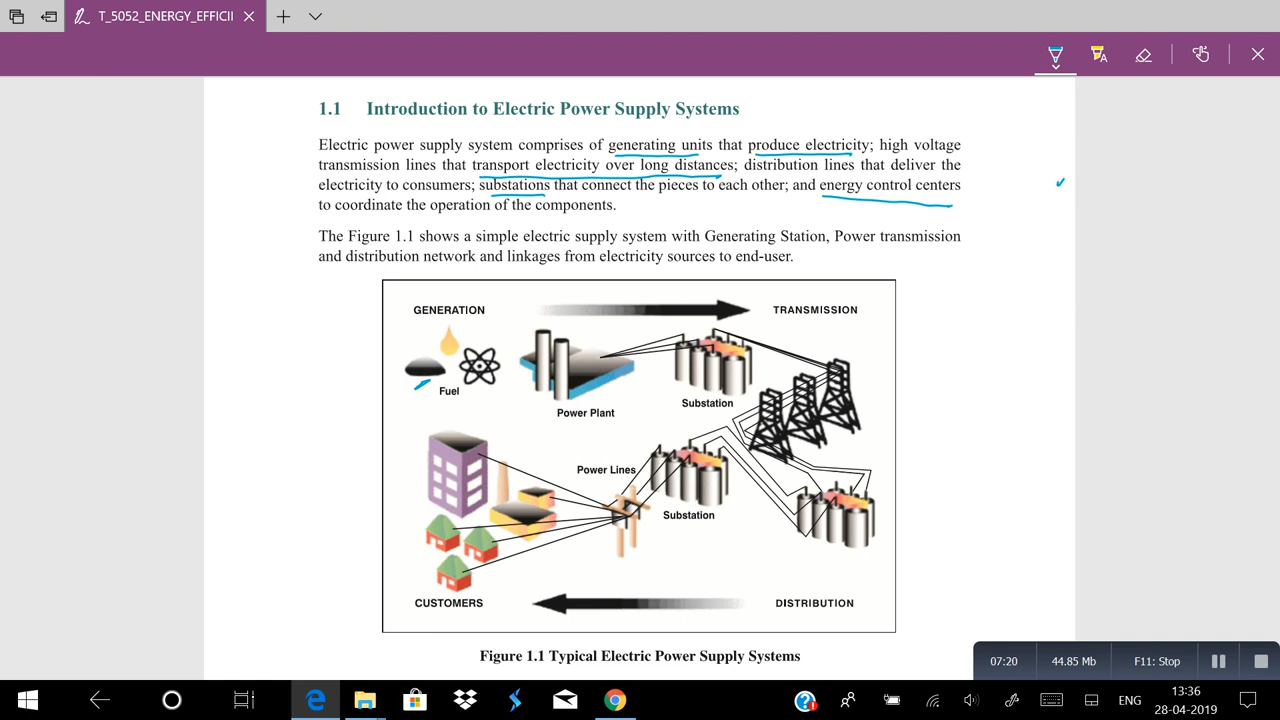 T_5052_ENERGY_EFFICII
1.1 Introduction to Electric Power Supply Systems
Electric power supply system comprises of generating units that produce electricity; high voltage
transmission lines that transport electricity over long distances; distribution lines that deliver the
electricity to consumers; substations that connect the pieces to each other; and energy control centers
to coordinate the operation of the components.
The Figure 1.1 shows a simple electric supply system with Generating Station, Power transmission
and distribution network and linkages from electricity sources to end-user.
GENERATION
TRANSMISSION
Fuel
Power Plant
Substation
Power Lines
Substation
CUSTOMERS
DISTRIBUTION
Figure 1.1 Typical Electric Power Supply Systems
07:20 44.85 Mb F11: Stop
ENG
13:36
28-04-2019